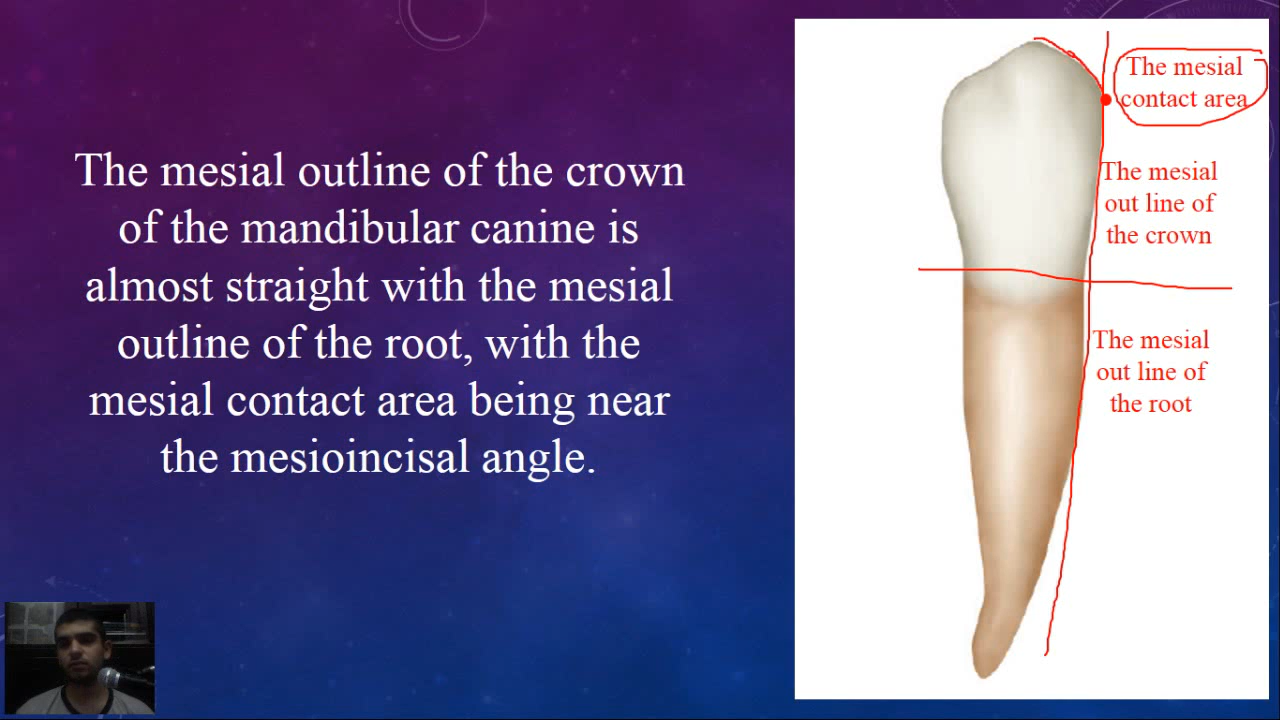 The mesial outline of the crown
of the mandibular canine is
almost straight with the mesial
outline of the root, with the
mesial contact area being near
the mesioincisal angle.
The mesial
contact area
The mesial
out line of
the crown
The mesial
out line of
the root